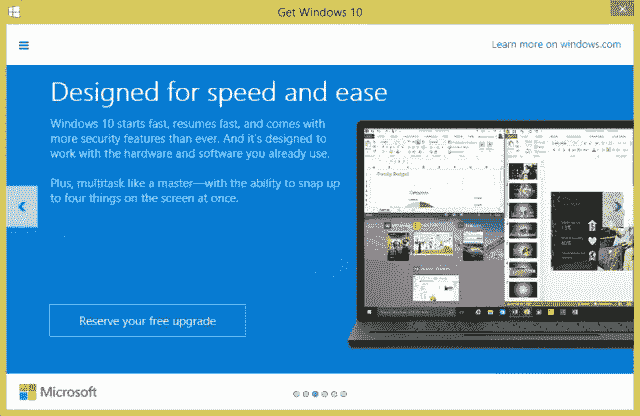 Get Windows 10
Learn more on windows.com
Designed for speed and ease
Windows 10 starts fast, resumes fast, and comes with
more security features than ever. And it's designed to
work with the hardware and software you already use.
Plus, multitask like a master—with the ability to snap up
to four things on the screen at once.
Reserve your free upgrade
Microsoft